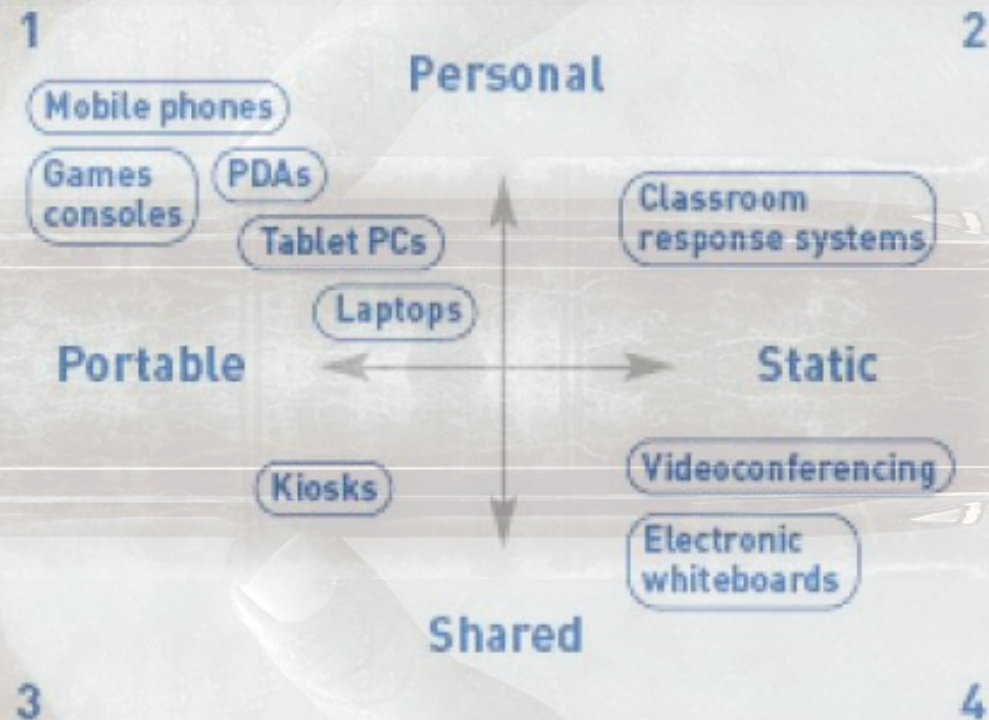 1
2
Personal
Mobile phones
Games
consoles
PDAs
Classroom
response systems
Tablet PCs
Laptops
Portable
Static
Kiosks
Videoconferencing
Electronic
whiteboards
Shared
3
4